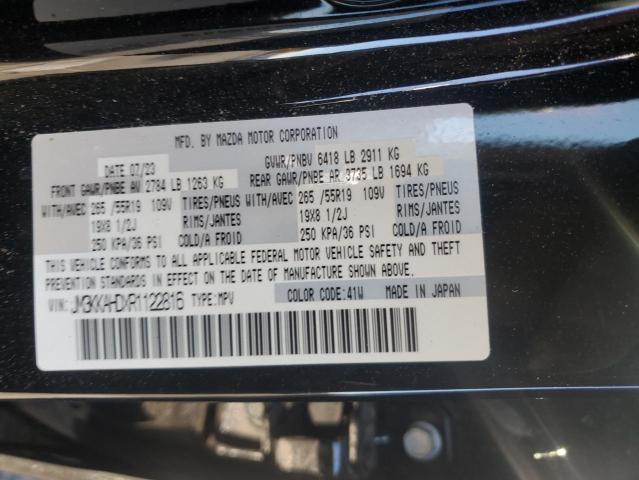 MFD. BY MAZDA MOTOR CORPORATION
DATE 07/23 GVWR/PNBV 6418 LB 2911 KG
FRONT GAWR/PNBE AV 2784 LB 1263 KG REAR GAWR/PNBE AR 3735 LB 1694 KG
WITH/AVEC 265 /55R19 109V TIRES/PNEUS WITH/AVEC 265 /55R19 109V TIRES/PNEUS
19X8 1/2J RIMS/JANTES 19X8 1/2J RIMS/JANTES
250 KPA/36 PSI COLD/A FROID 250 KPA/36 PSI COLD/A FROID
THIS VEHICLE CONFORMS TO ALL APPLICABLE FEDERAL MOTOR VEHICLE SAFETY AND THEFT
PREVENTION STANDARDS IN EFFECT ON THE DATE OF MANUFACTURE SHOWN ABOVE.
VIN: JM3KKAHDXR1122816 TYPE:MPV COLOR CODE:41W MADE IN JAPAN